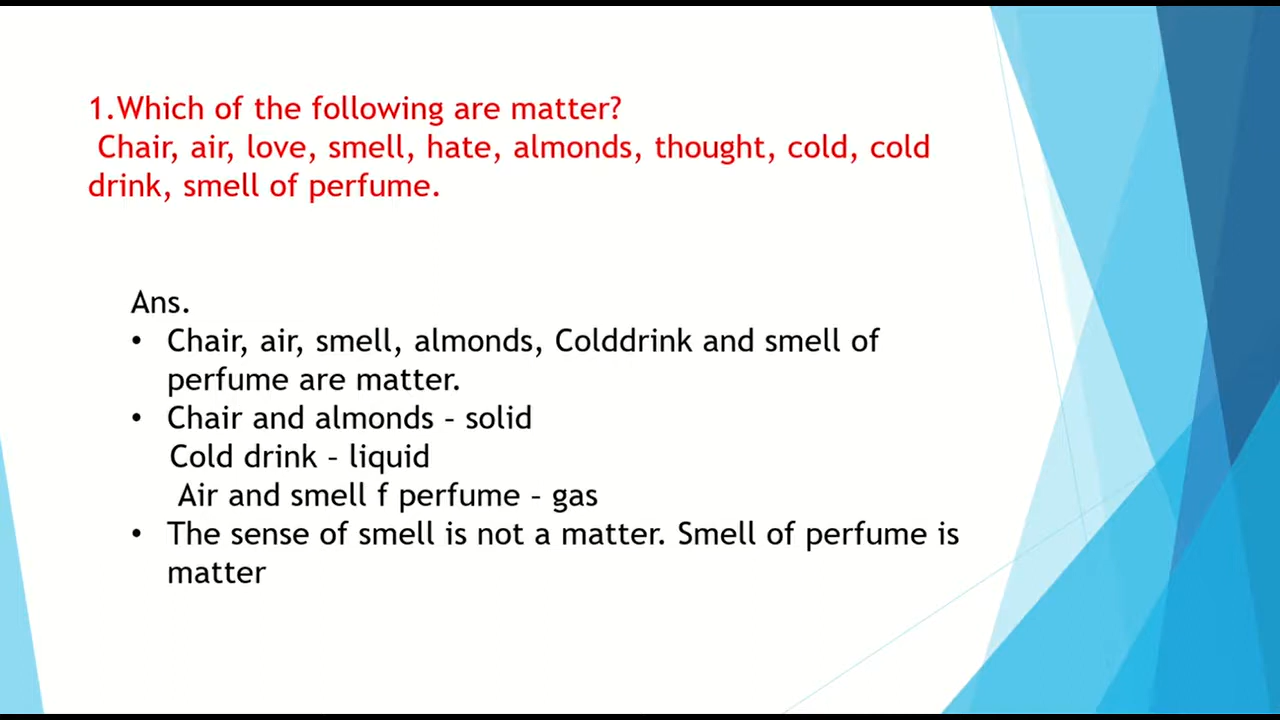 1.Which of the following are matter?
Chair, air, love, smell, hate, almonds, thought, cold, cold
drink, smell of perfume.
Ans.
• Chair, air, smell, almonds, Colddrink and smell of
perfume are matter.
• Chair and almonds – solid
Cold drink – liquid
Air and smell f perfume – gas
• The sense of smell is not a matter. Smell of perfume is
matter